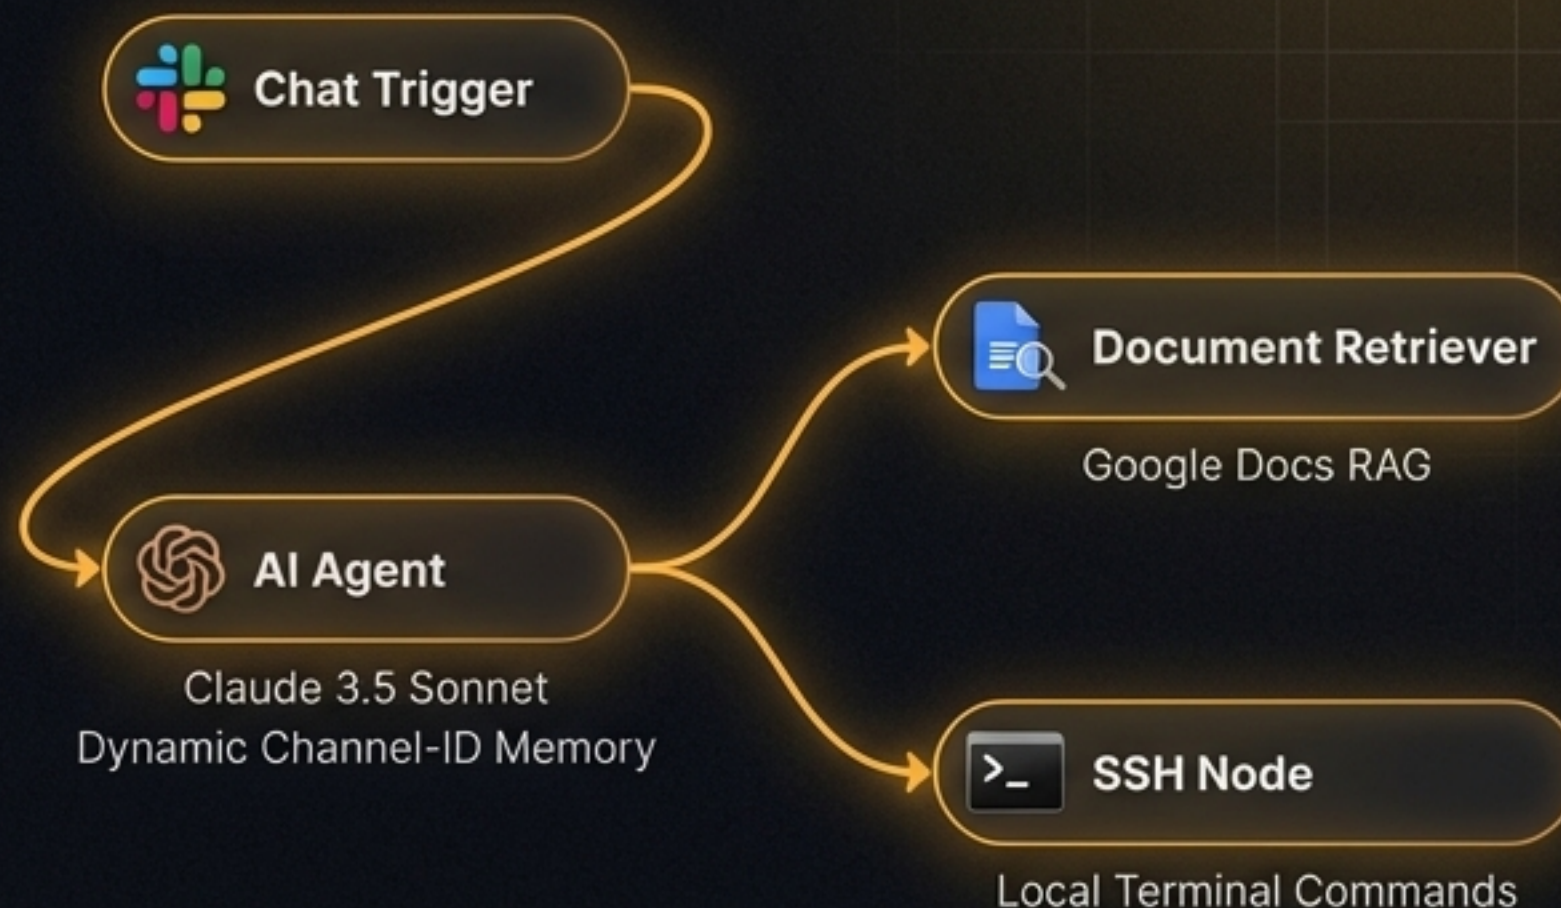 Chat Trigger
Document Retriever
Google Docs RAG
AI Agent
Claude 3.5 Sonnet
Dynamic Channel-ID Memory
SSH Node
Local Terminal Commands